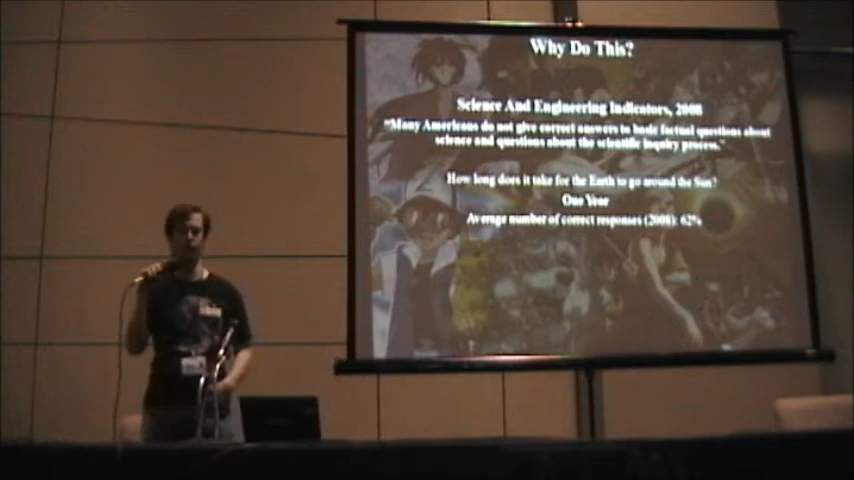 Why Do This?
Science And Engineering Indicators, 2008
"Many Americans do not give correct answers to basic factual questions about
science and questions about the scientific inquiry process."
How long does it take for the Earth to go around the Sun?
One Year
Average number of correct responses (2008): 62%